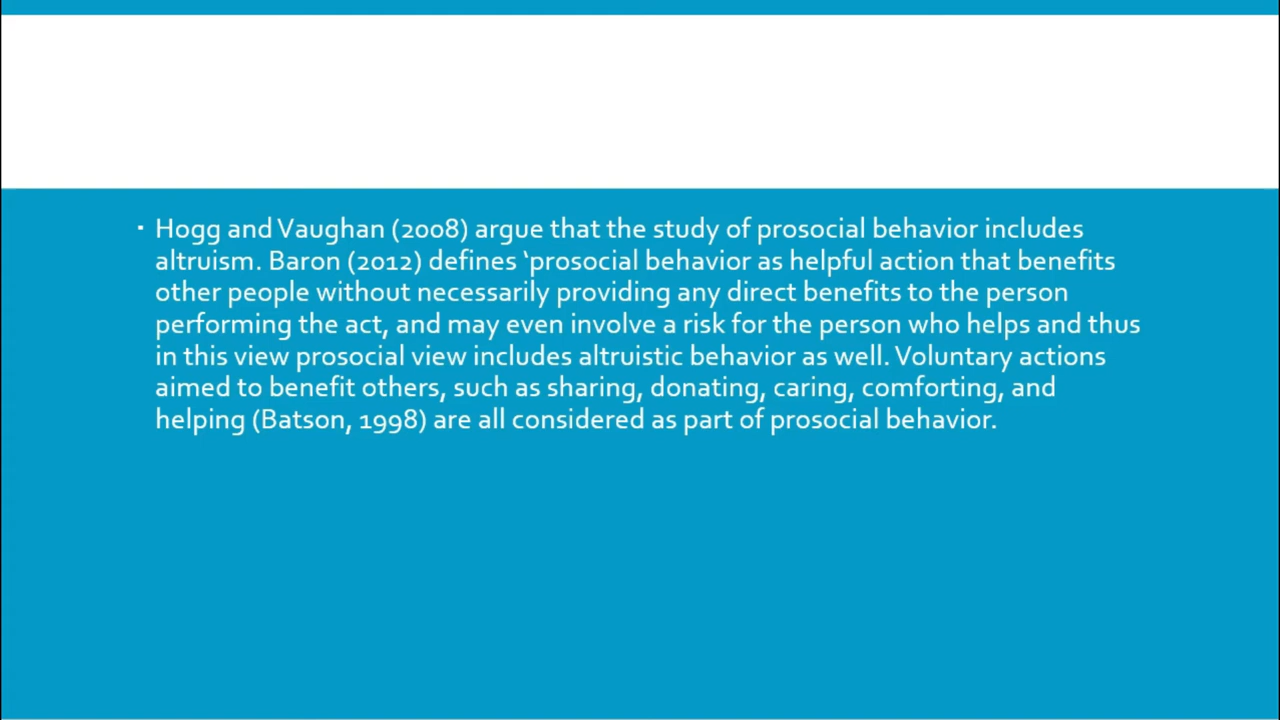 ▪ Hogg and Vaughan (2008) argue that the study of prosocial behavior includes
altruism. Baron (2012) defines ‘prosocial behavior as helpful action that benefits
other people without necessarily providing any direct benefits to the person
performing the act, and may even involve a risk for the person who helps and thus
in this view prosocial view includes altruistic behavior as well. Voluntary actions
aimed to benefit others, such as sharing, donating, caring, comforting, and
helping (Batson, 1998) are all considered as part of prosocial behavior.